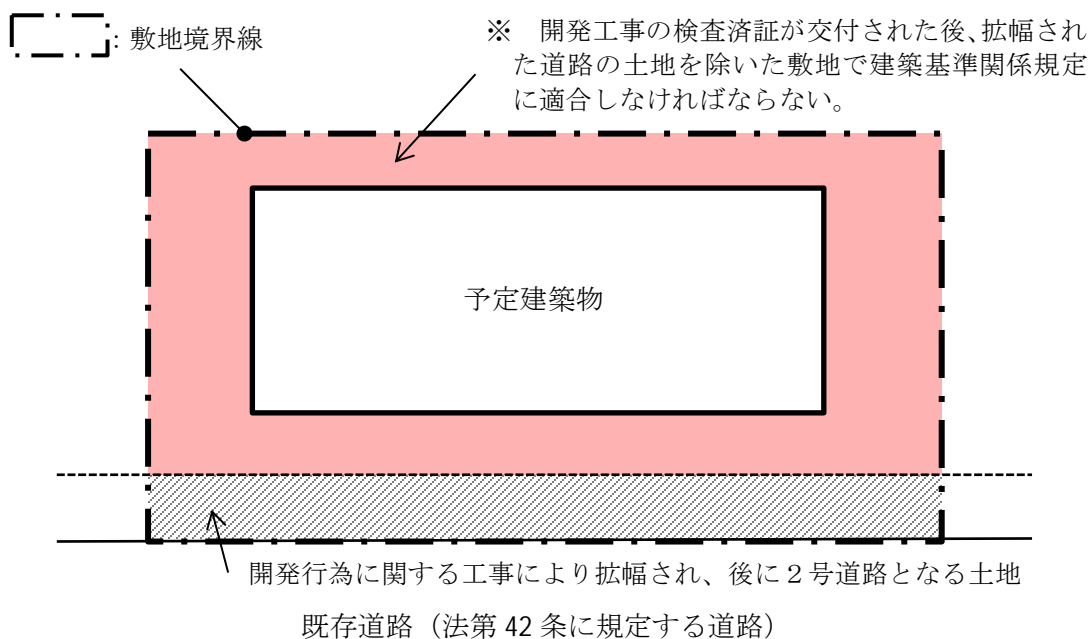 ：敷地境界線
※　開発工事の検査済証が交付された後、拡幅され
た道路の土地を除いた敷地で建築基準関係規定
に適合しなければならない。
予定建築物
開発行為に関する工事により拡幅され、後に２号道路となる土地
既存道路（法第 42 条に規定する道路）